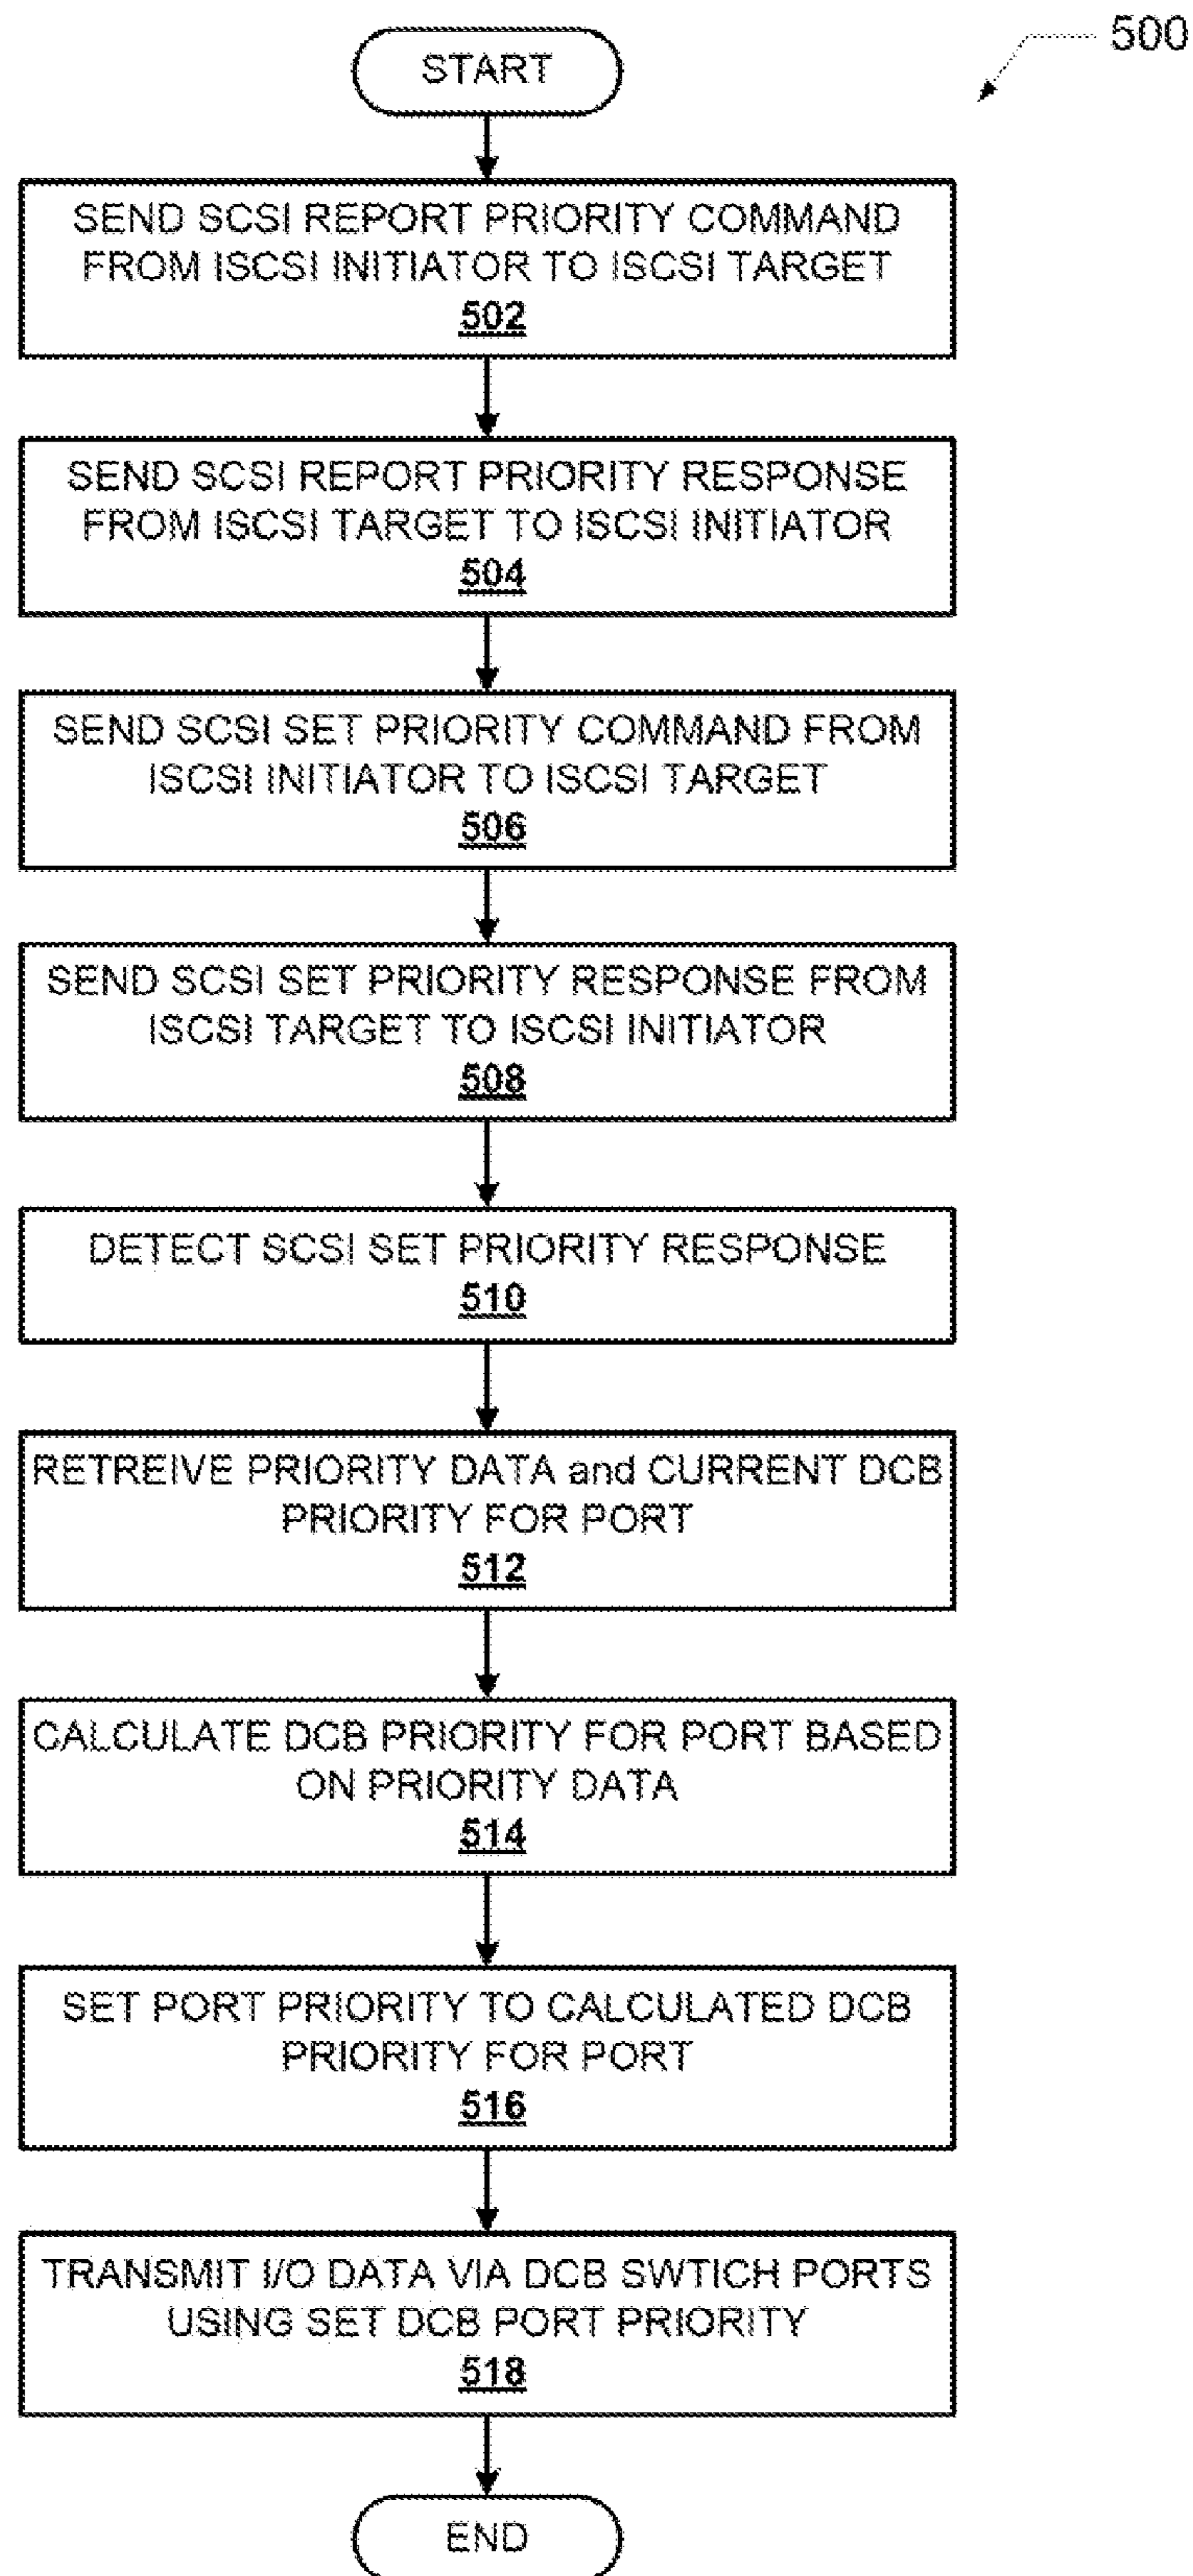 500
START
SEND SCSI REPORT PRIORITY COMMAND
FROM ISCSI INITIATOR TO ISCSI TARGET
502
SEND SCSI REPORT PRIORITY RESPONSE
FROM ISCSI TARGET TO ISCSI INITIATOR
504
SEND SCSI SET PRIORITY COMMAND FROM
ISCSI INITIATOR TO ISCSI TARGET
506
SEND SCSI SET PRIORITY RESPONSE FROM
ISCSI TARGET TO ISCSI INITIATOR
508
DETECT SCSI SET PRIORITY RESPONSE
510
RETREIVE PRIORITY DATA and CURRENT DCB
PRIORITY FOR PORT
512
CALCULATE DCB PRIORITY FOR PORT BASED
ON PRIORITY DATA
514
SET PORT PRIORITY TO CALCULATED DCB
PRIORITY FOR PORT
516
TRANSMIT I/O DATA VIA DCB SWTICH PORTS
USING SET DCB PORT PRIORITY
518
END